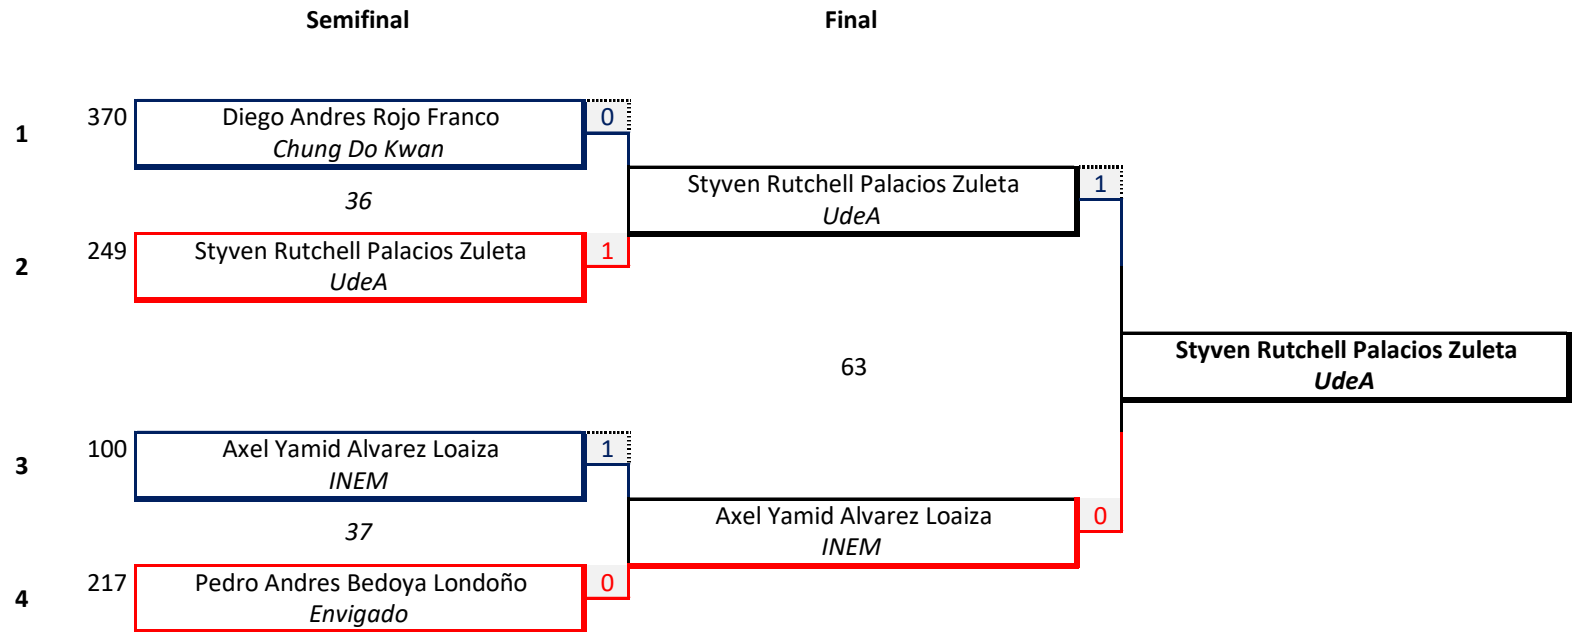 Semifinal Final
370 Diego Andres Rojo Franco 0
1 Chung Do Kwan
36
Styven Rutchell Palacios Zuleta 1
UdeA
249 Styven Rutchell Palacios Zuleta 1
2 UdeA
63
Styven Rutchell Palacios Zuleta
UdeA
100 Axel Yamid Alvarez Loaiza 1
3 INEM
37
Axel Yamid Alvarez Loaiza 0
INEM
217 Pedro Andres Bedoya Londoño 0
4 Envigado